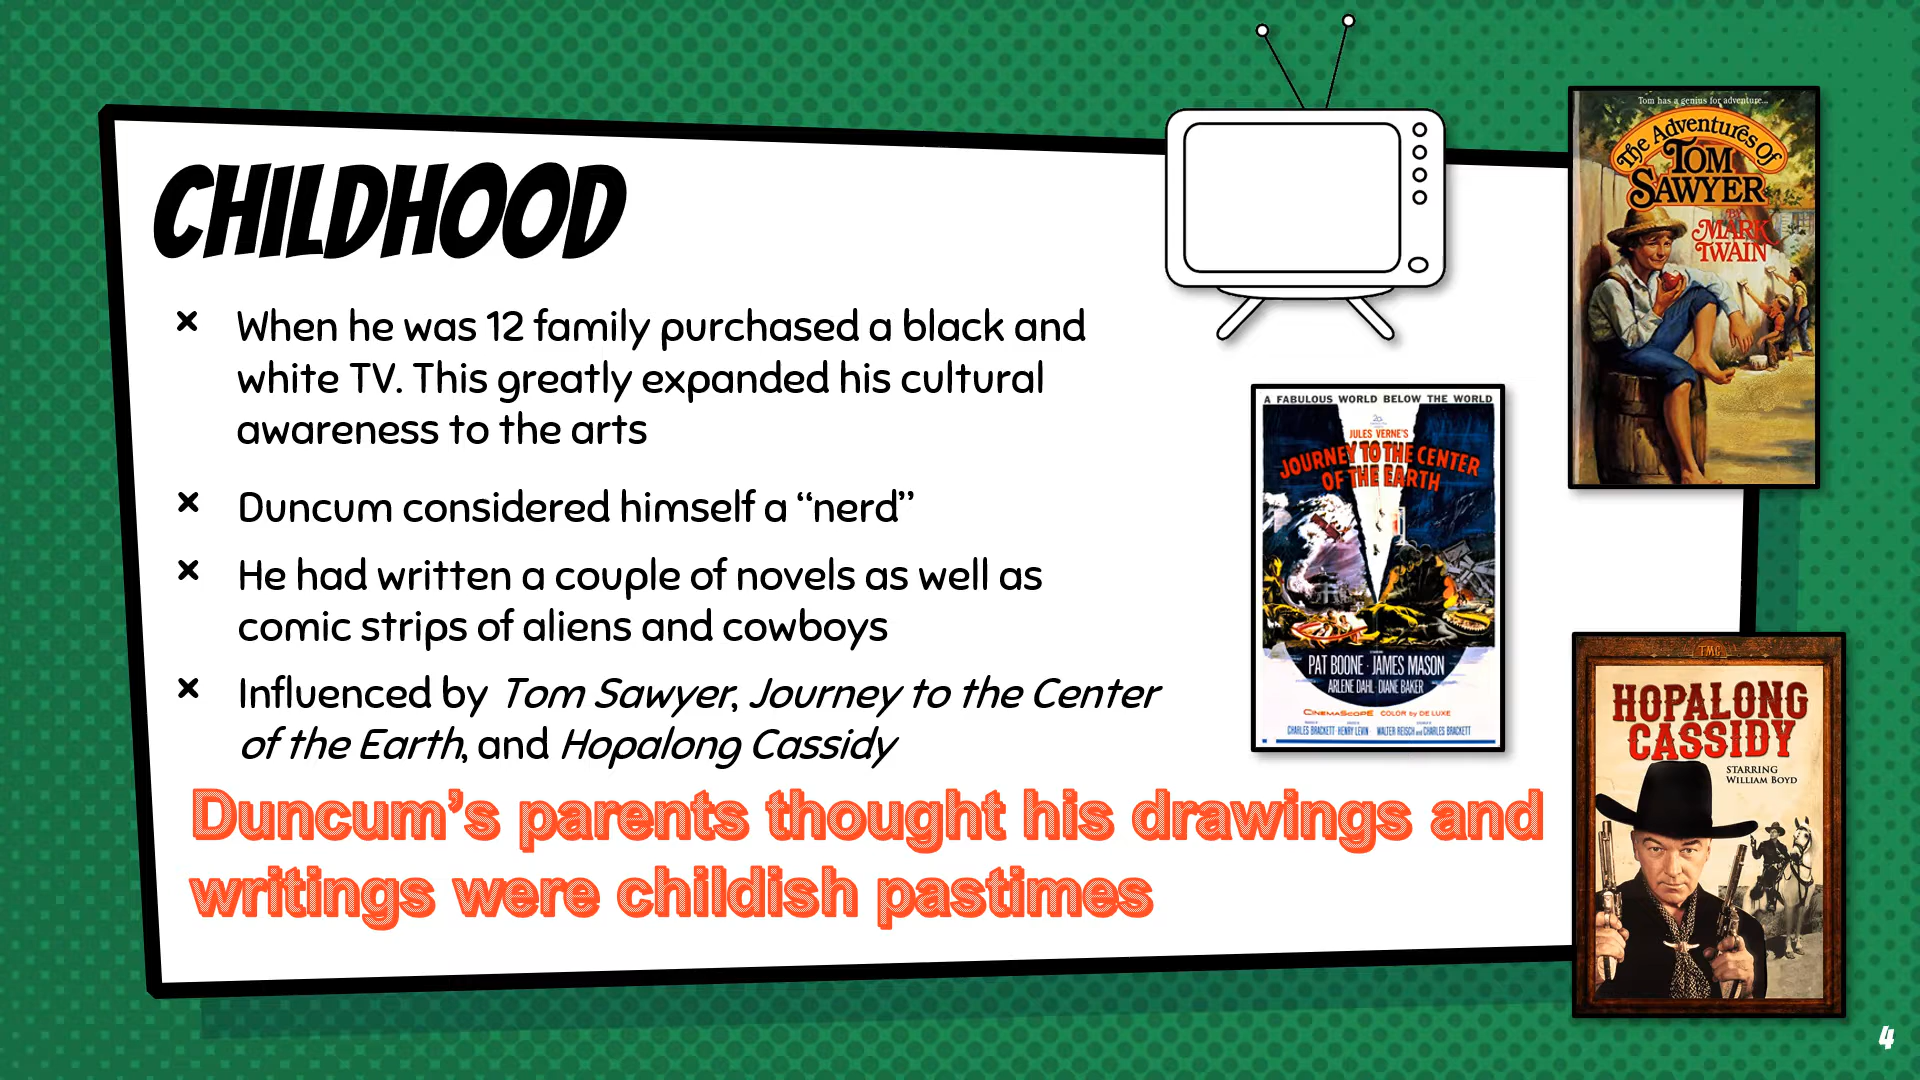 CHILDHOOD
× When he was 12 family purchased a black and
white TV. This greatly expanded his cultural
awareness to the arts
× Duncum considered himself a “nerd”
× He had written a couple of novels as well as
comic strips of aliens and cowboys
× Influenced by Tom Sawyer, Journey to the Center
of the Earth, and Hopalong Cassidy
Duncum’s parents thought his drawings and
writings were childish pastimes
Tom has a genius for adventure...
The Adventures Of
TOM
SAWYER
BY
MARK
TWAIN
A FABULOUS WORLD BELOW THE WORLD
JULES VERNE'S
JOURNEY TO THE CENTER
OF THE EARTH
PAT BOONE · JAMES MASON
ARLENE DAHL · DIANE BAKER
CINEMASCOPE COLOR by DE LUXE
CHARLES BRACKETT HENRY LEVIN WALTER REISCH and CHARLES BRACKETT
TMG
HOPALONG
CASSIDY
STARRING
WILLIAM BOYD
4